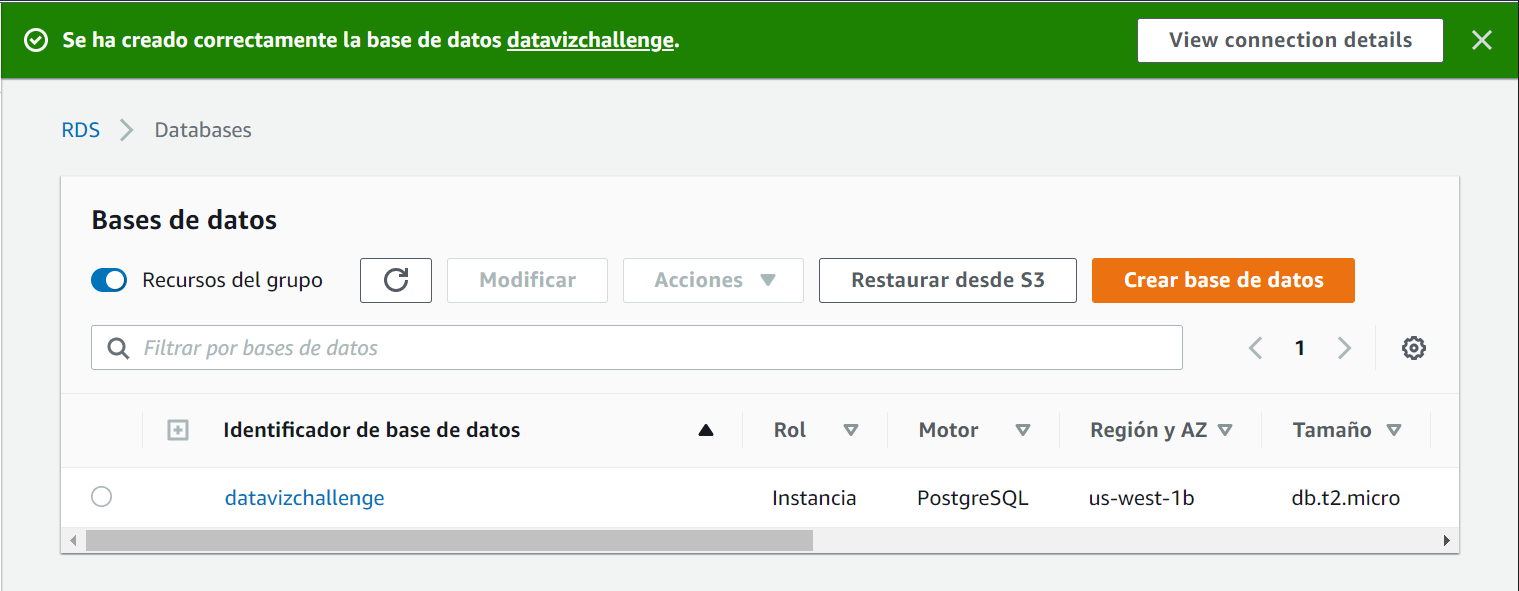 Se ha creado correctamente la base de datos datavizchallenge. View connection details
RDS Databases
Bases de datos
Recursos del grupo Modificar Acciones Restaurar desde S3 Crear base de datos
Filtrar por bases de datos 1
Identificador de base de datos Rol Motor Región y AZ Tamaño
datavizchallenge Instancia PostgreSQL us-west-1b db.t2.micro